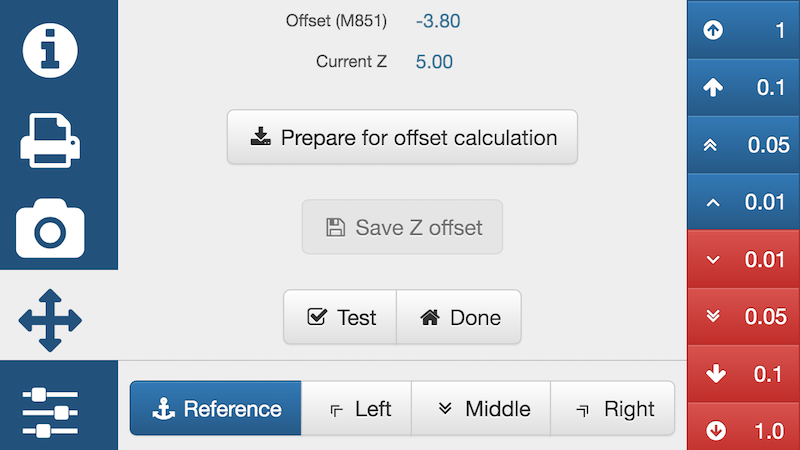 Offset (M851) -3.80
Current Z 5.00
Prepare for offset calculation
Save Z offset
Test Done
Reference Left Middle Right
1
0.1
0.05
0.01
0.01
0.05
0.1
1.0